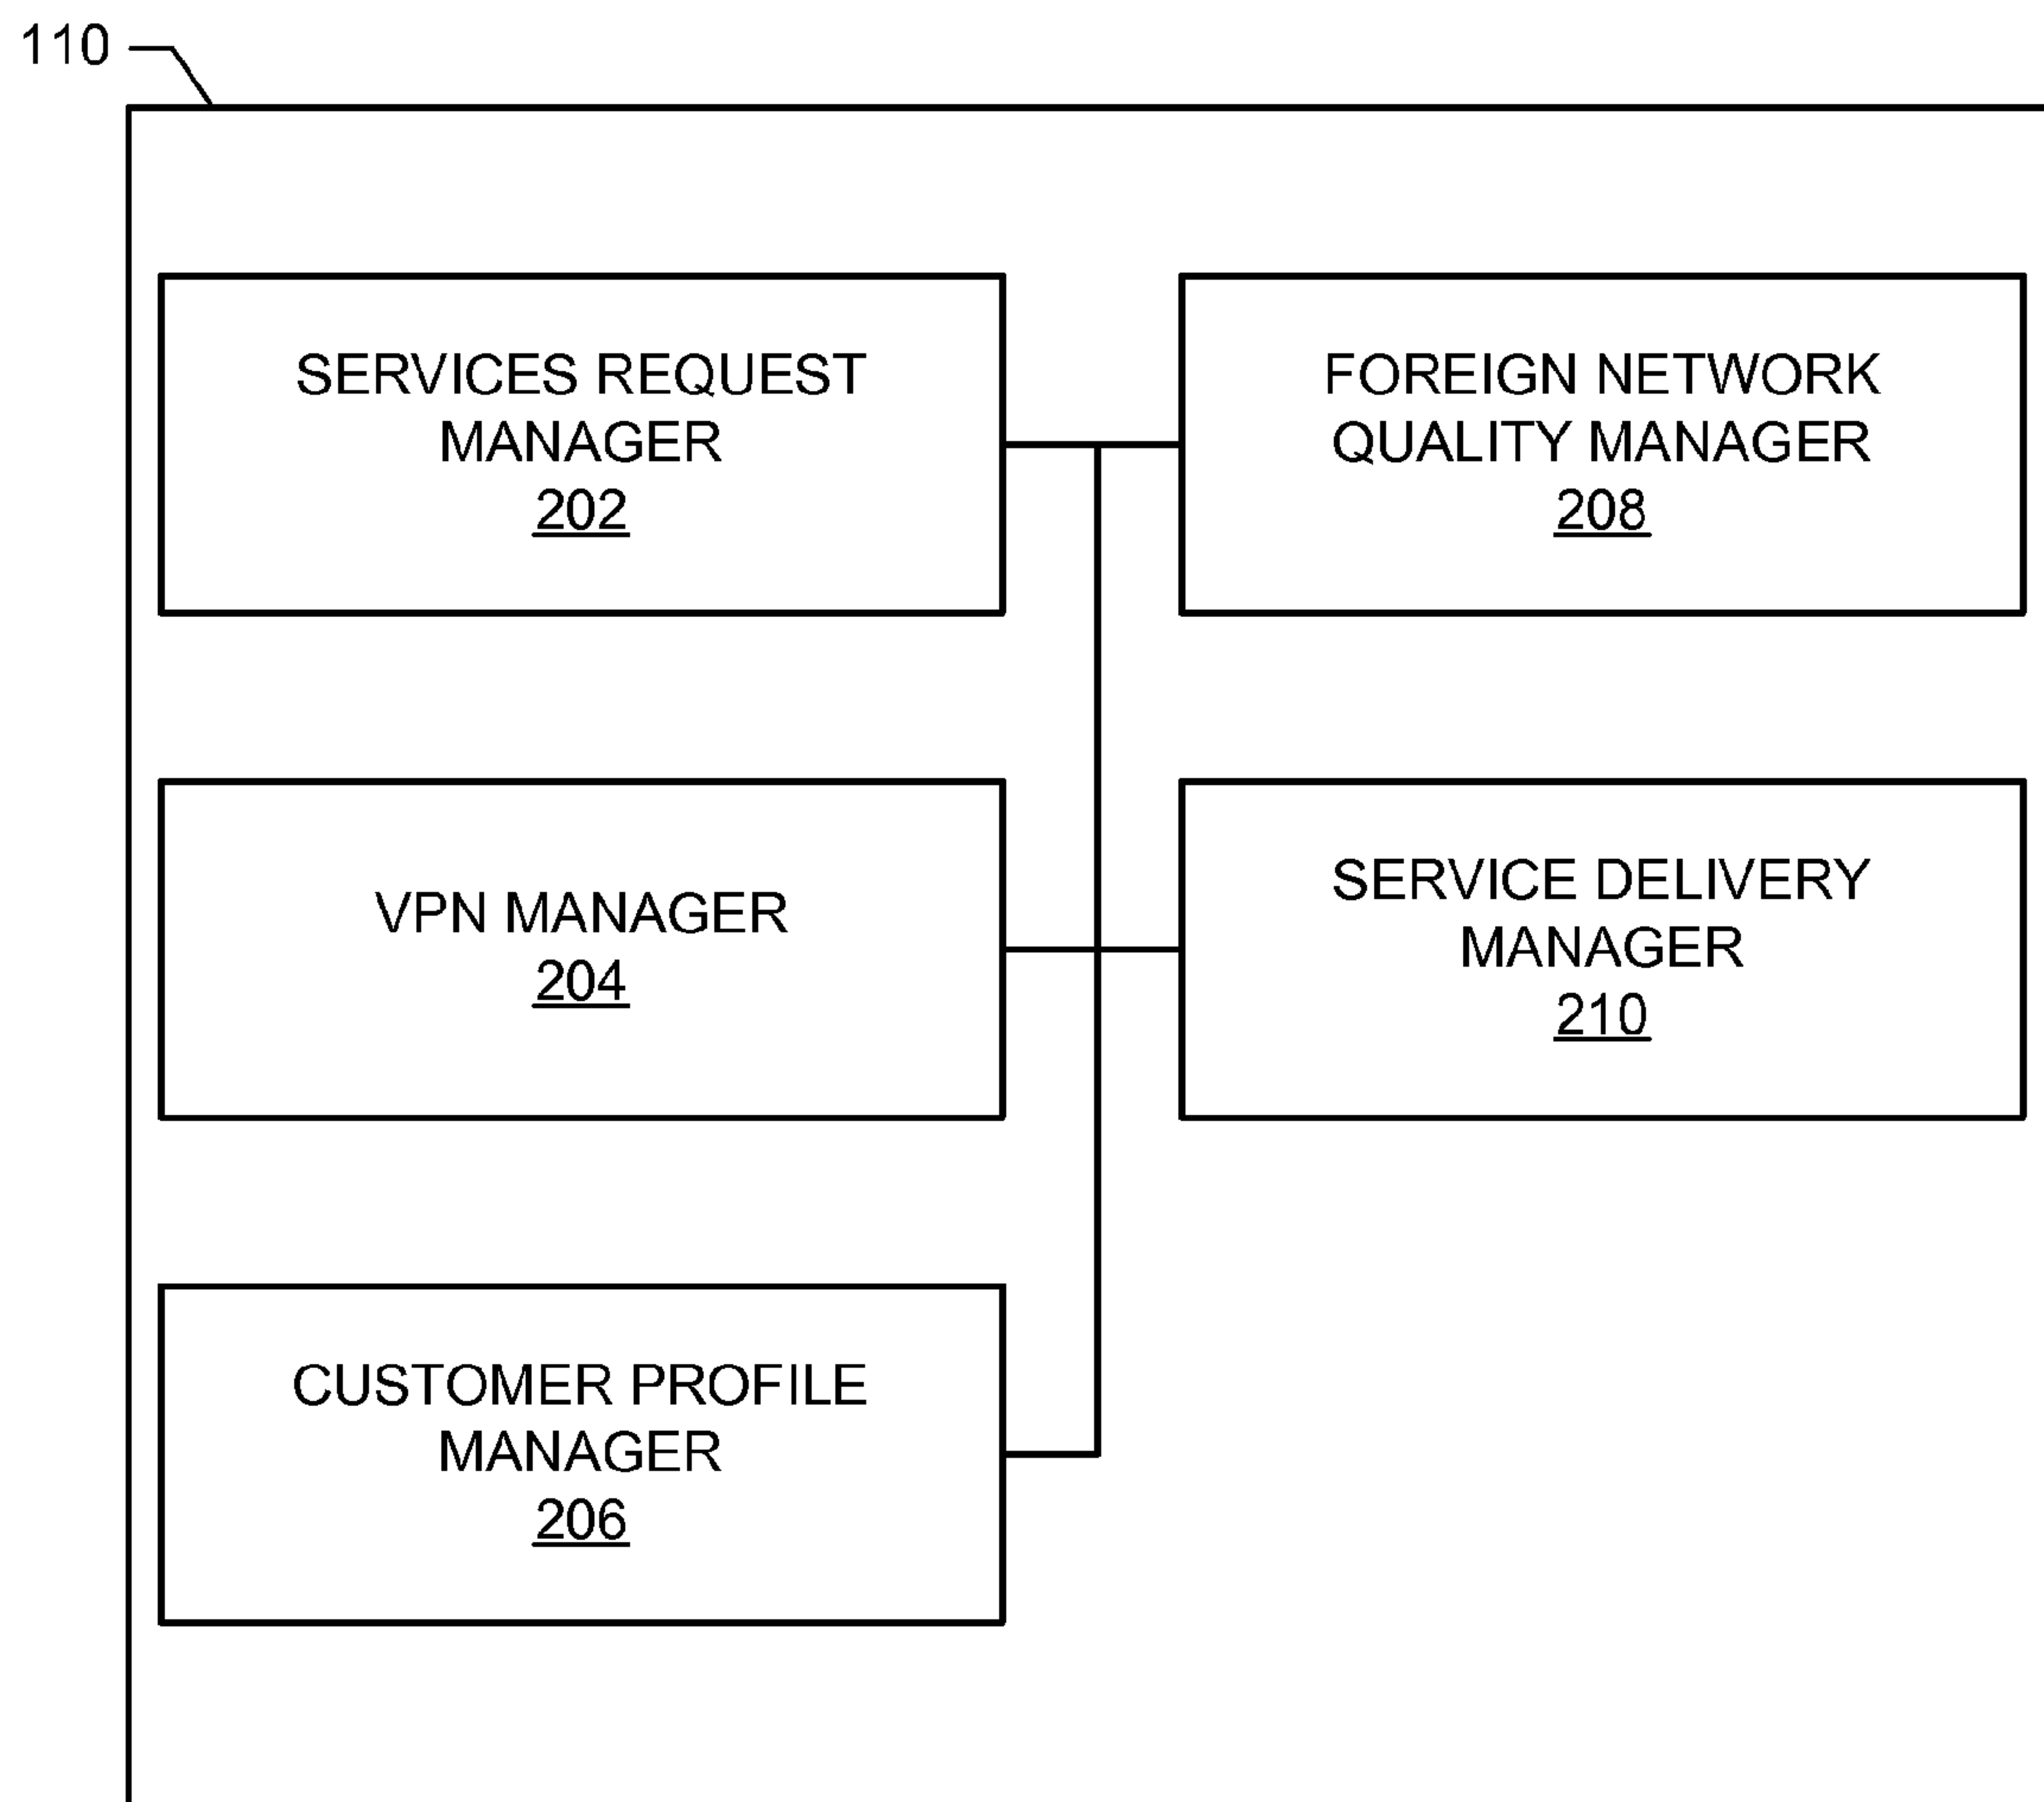 110
SERVICES REQUEST
MANAGER
202
FOREIGN NETWORK
QUALITY MANAGER
208
VPN MANAGER
204
SERVICE DELIVERY
MANAGER
210
CUSTOMER PROFILE
MANAGER
206